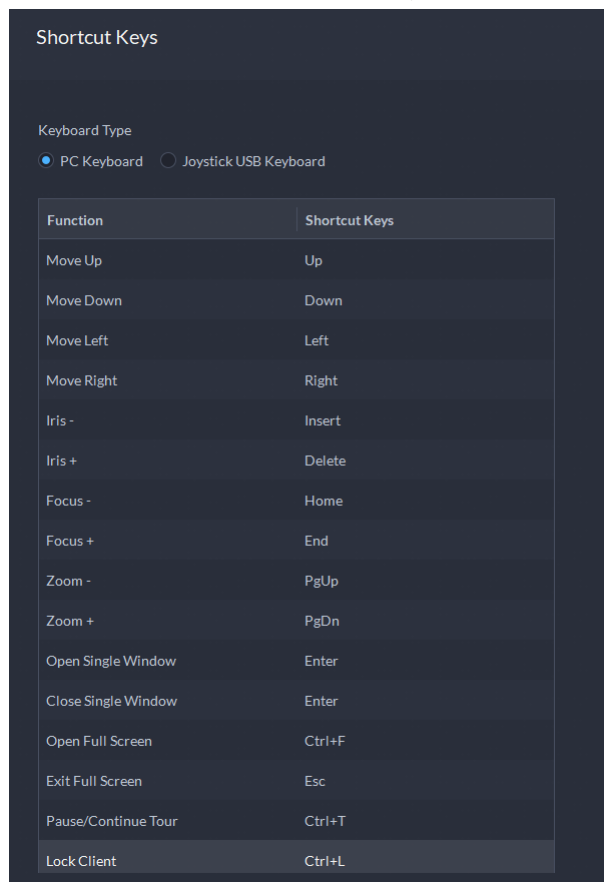 Shortcut Keys
Keyboard Type
PC Keyboard Joystick USB Keyboard
Function Shortcut Keys
Move Up Up
Move Down Down
Move Left Left
Move Right Right
Iris - Insert
Iris + Delete
Focus - Home
Focus + End
Zoom - PgUp
Zoom + PgDn
Open Single Window Enter
Close Single Window Enter
Open Full Screen Ctrl+F
Exit Full Screen Esc
Pause/Continue Tour Ctrl+T
Lock Client Ctrl+L